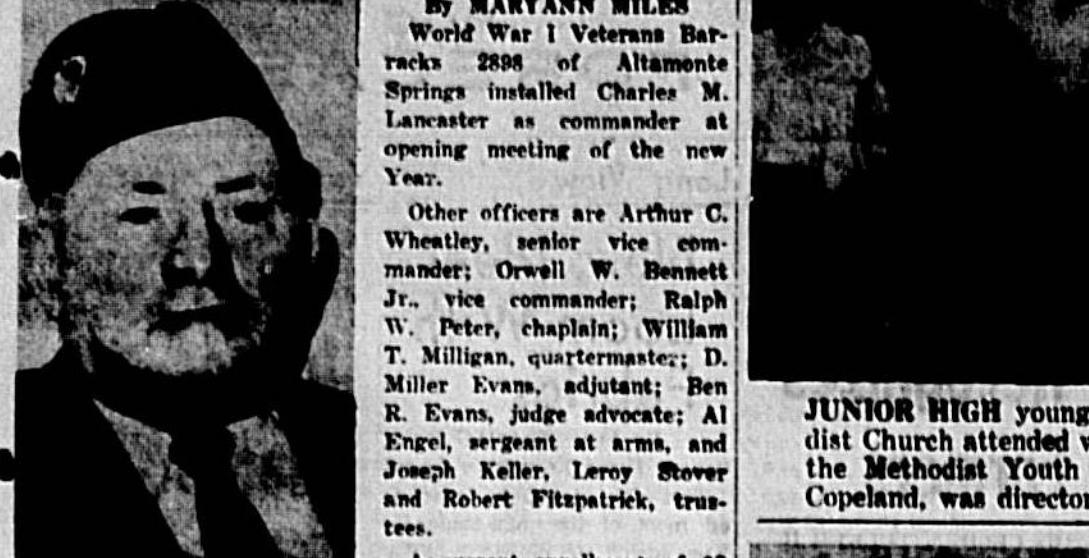 By MARYANN MILES
World War I Veterans Bar-
racks 2898 of Altamonte
Springs installed Charles M.
Lancaster as commander at
opening meeting of the new
Year.
Other officers are Arthur C.
Wheatley, senior vice com-
mander; Orwell W. Bennett
Jr., vice commander; Ralph
W. Peter, chaplain; William
T. Milligan, quartermaster; D.
Miller Evans, adjutant; Ben
R. Evans, judge advocate; Al
Engel, sergeant at arms, and
Joseph Keller, Leroy Stover
and Robert Fitzpatrick, trus-
tees.
JUNIOR HIGH young
dist Church attended
the Methodist Youth
Copeland, was director